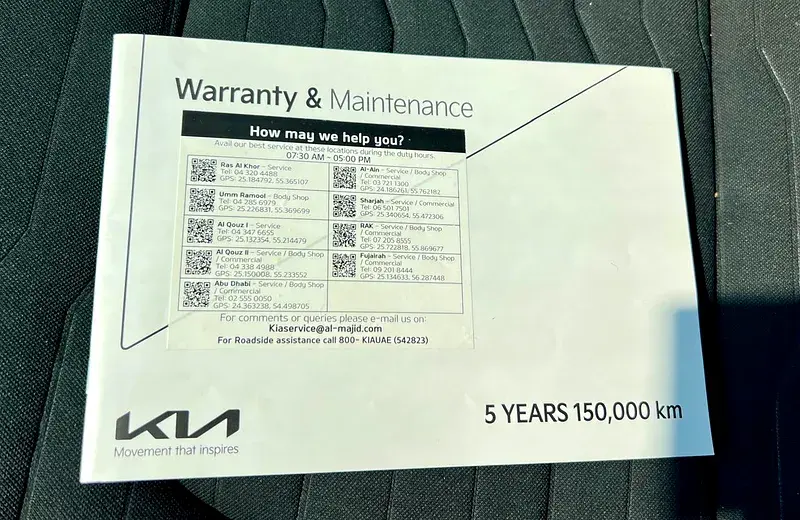 Warranty & Maintenance
How may we help you?
Avail our best service at these locations during the duty hours.
07:30 AM ~ 05:00 PM
Ras Al Khor – Service
Tel: 04 320 4488
GPS: 25.184792, 55.365107
Umm Ramool – Body Shop
Tel: 04 285 6979
GPS: 25.226831, 55.369699
Al Qouz I – Service
Tel: 04 347 6655
GPS: 25.132354, 55.214479
Al Qouz II – Service / Body Shop
/ Commercial
Tel: 04 338 4988
GPS: 25.150008, 55.233552
Abu Dhabi – Service / Body Shop
/ Commercial
Tel: 02 555 0050
GPS: 24.363238, 54.498705
Al-Ain – Service / Body Shop
/ Commercial
Tel: 03 721 1300
GPS: 24.186261, 55.762182
Sharjah – Service / Commercial
Tel: 06 501 7501
GPS: 25.340654, 55.472306
RAK – Service / Body Shop
/ Commercial
Tel: 07 205 8555
GPS: 25.722818, 55.869677
Fujairah – Service / Body Shop
/ Commercial
Tel: 09 201 8444
GPS: 25.134633, 56.287448
For comments or queries please e-mail us on:
Kiaservice@al-majid.com
For Roadside assistance call 800- KIAUAE (542823)
5 YEARS 150,000 km
KIA
Movement that inspires